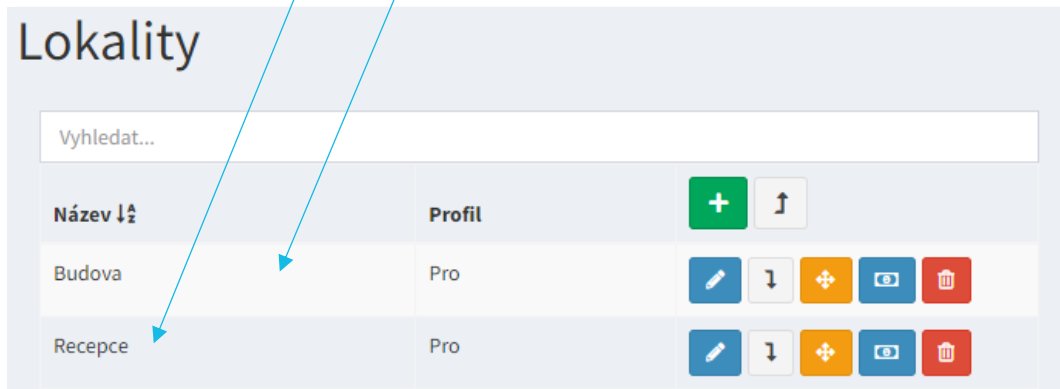 Lokality
Vyhledat...
Název Profil
Budova Pro
Recepce Pro